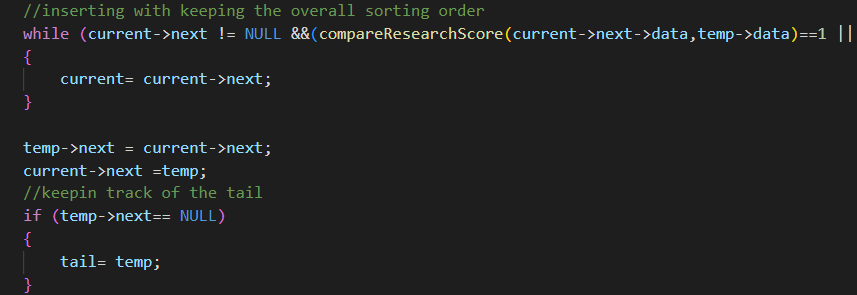 //inserting with keeping the overall sorting order
while (current->next != NULL &&(compareResearchScore(current->next->data,temp->data)==1 ||
{
current= current->next;
}
temp->next = current->next;
current->next =temp;
//keepin track of the tail
if (temp->next== NULL)
{
tail= temp;
}